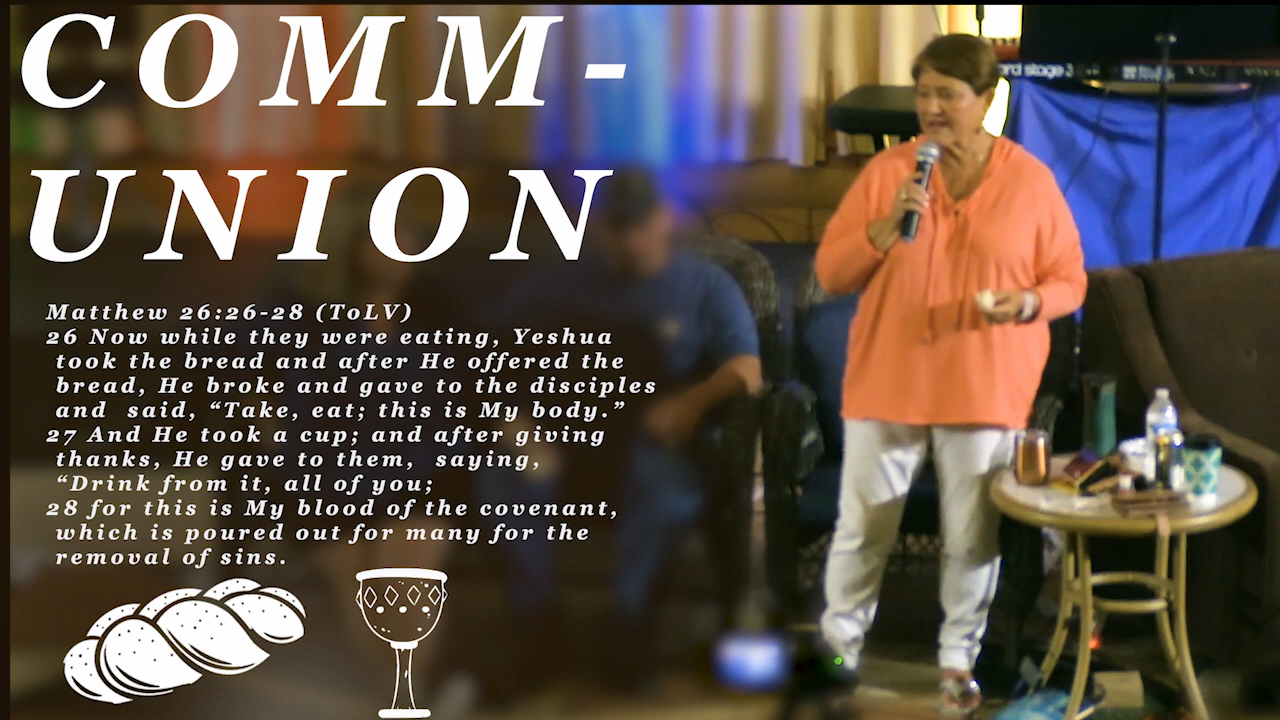 COMM-
UNION
Matthew 26:26-28 (ToLV)
26 Now while they were eating, Yeshua
took the bread and after He offered the
bread, He broke and gave to the disciples
and said, “Take, eat; this is My body.”
27 And He took a cup; and after giving
thanks, He gave to them, saying,
“Drink from it, all of you;
28 for this is My blood of the covenant,
which is poured out for many for the
removal of sins.
stage 3